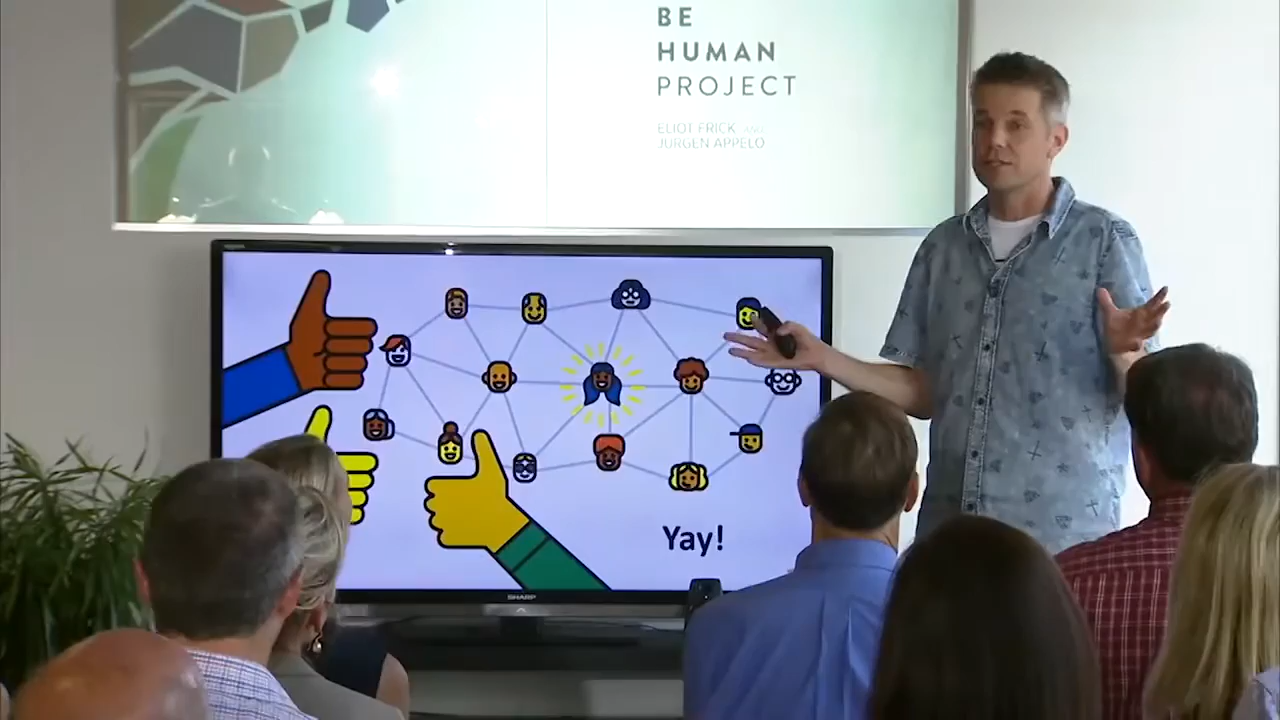 BE
HUMAN
PROJECT
ELIOT FRICK AND
JURGEN APPELO
Yay!
SHARP